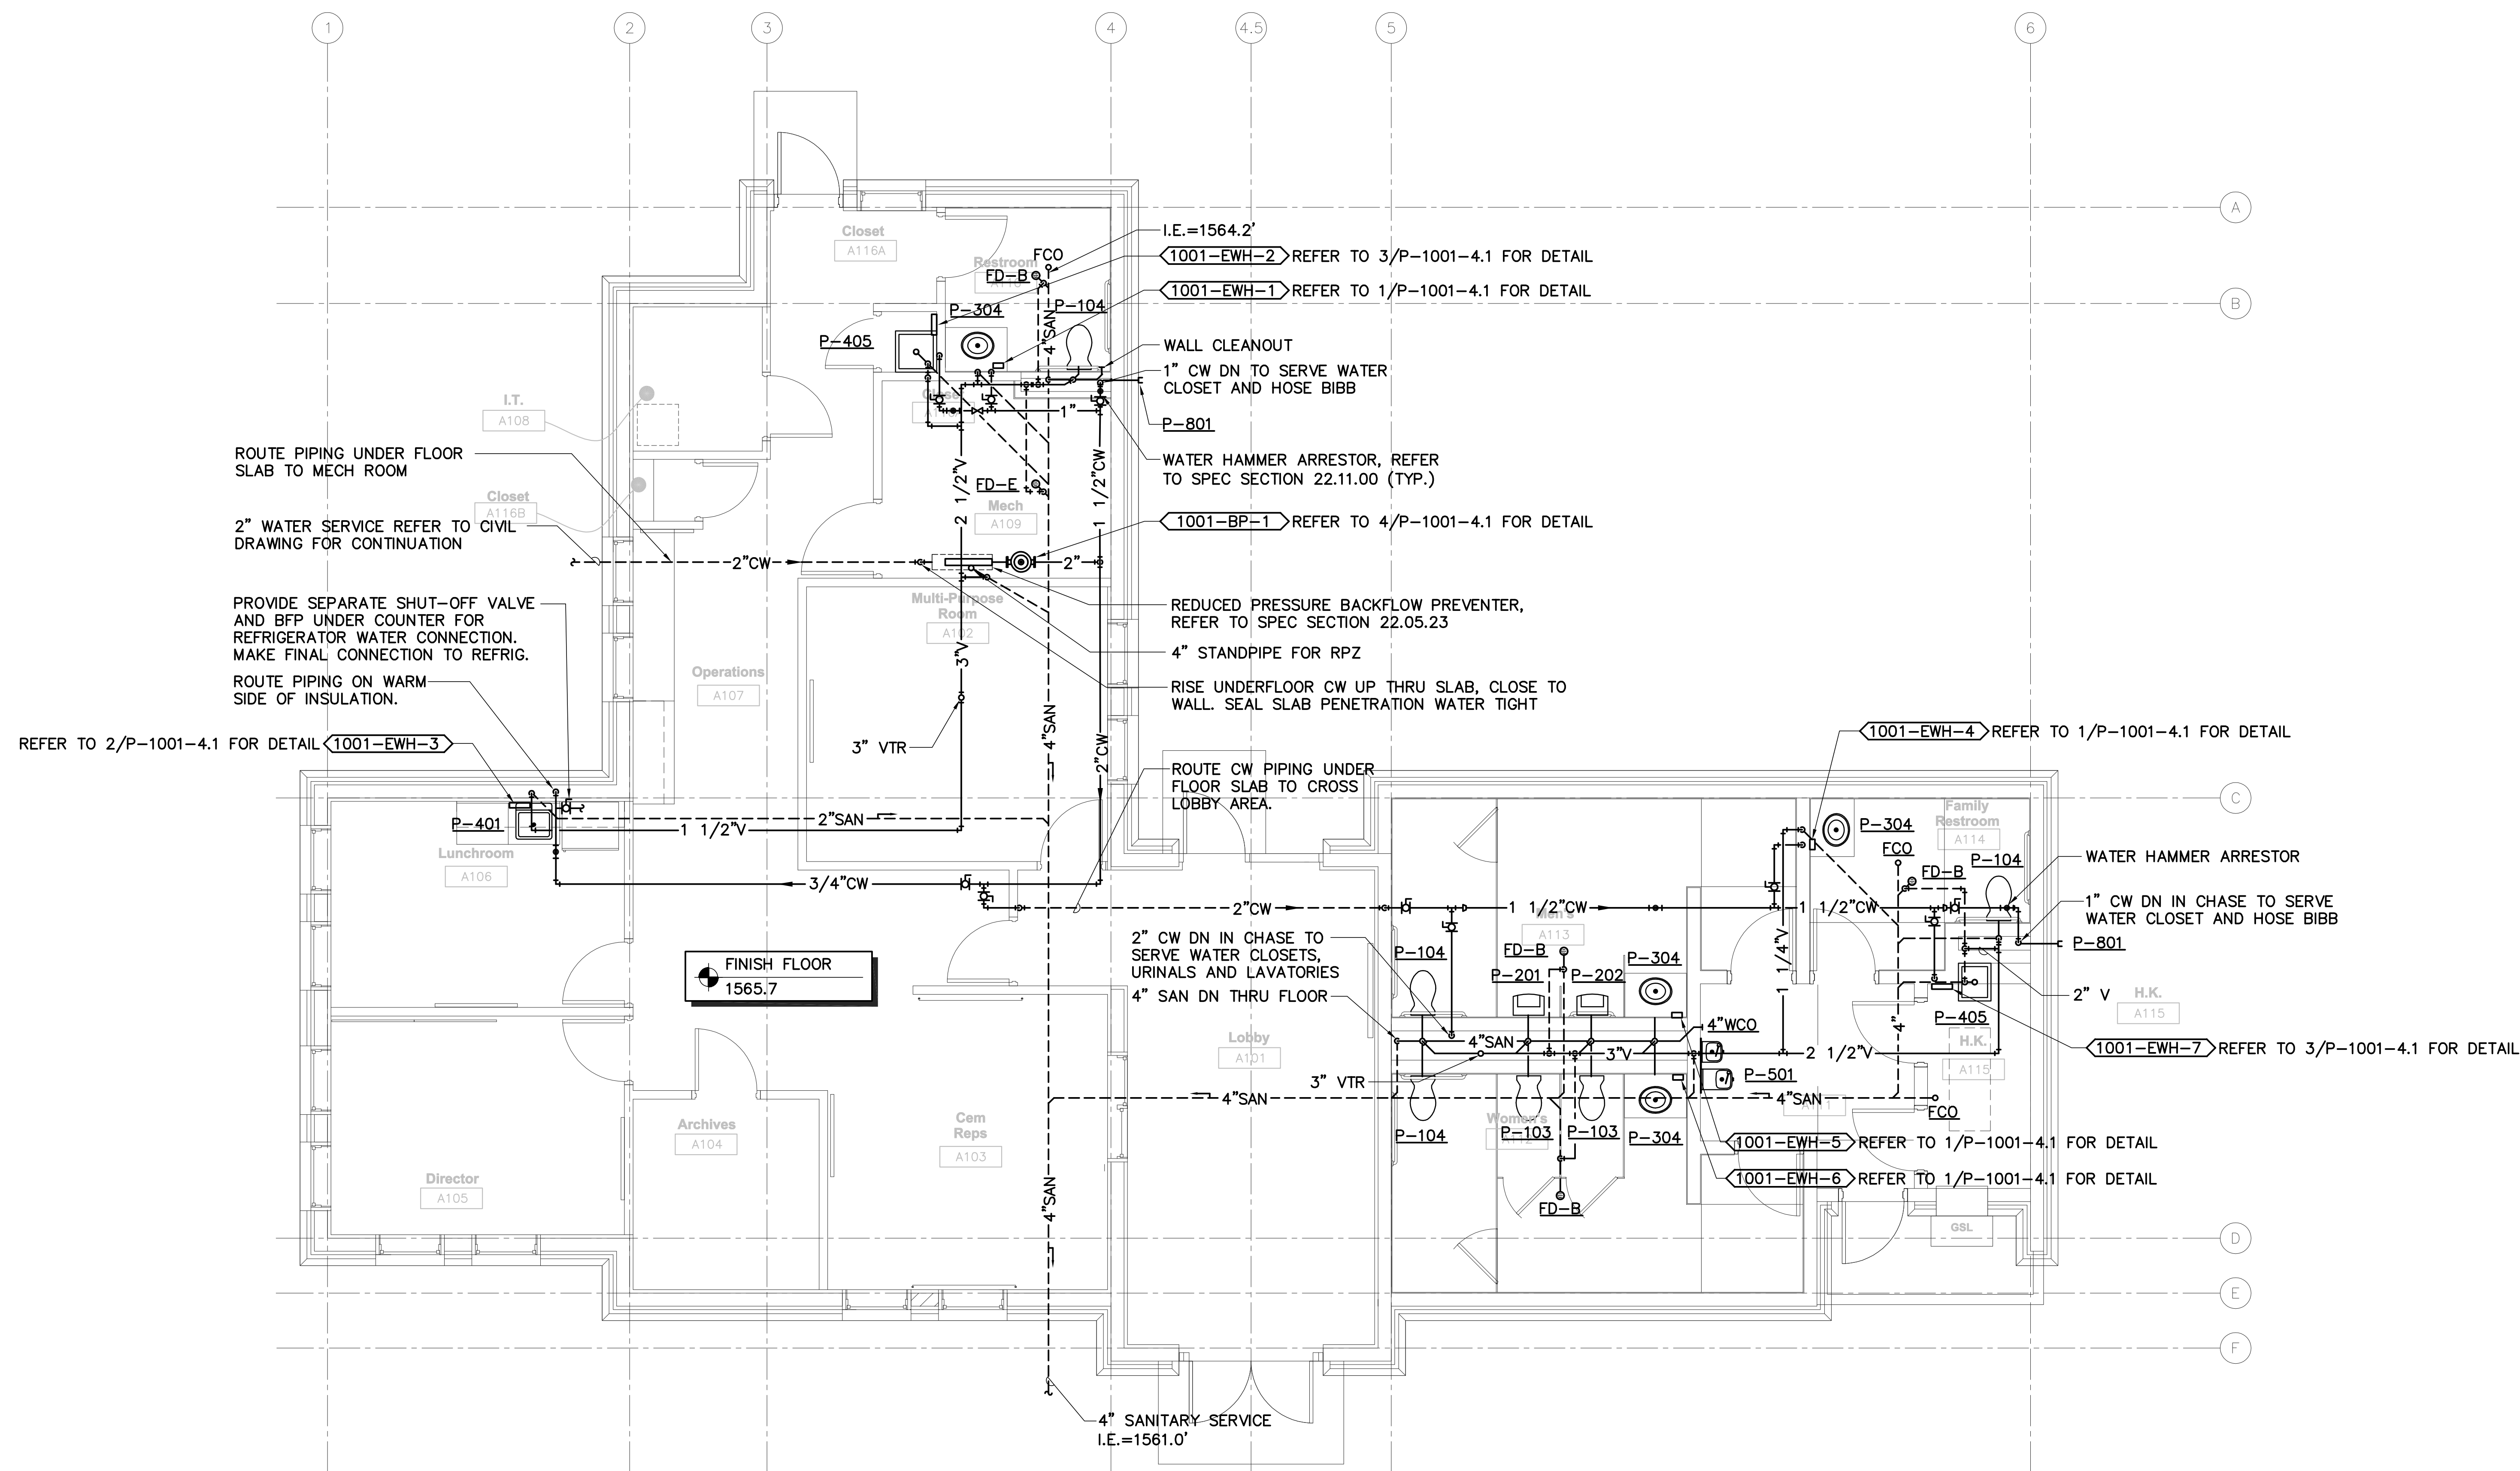 1
2
3
4
4.5
5
6
A
B
C
D
E
F
Closet
A116A
Restroom
FCO
FD-B
I.E.=1564.2'
1001-EWH-2 REFER TO 3/P-1001-4.1 FOR DETAIL
1001-EWH-1 REFER TO 1/P-1001-4.1 FOR DETAIL
P-304
P-104
4"SAN
P-405
WALL CLEANOUT
1" CW DN TO SERVE WATER
CLOSET AND HOSE BIBB
1"
P-801
WATER HAMMER ARRESTOR, REFER
TO SPEC SECTION 22.11.00 (TYP.)
I.T.
A108
ROUTE PIPING UNDER FLOOR
SLAB TO MECH ROOM
Closet
A116B
2" WATER SERVICE REFER TO CIVIL
DRAWING FOR CONTINUATION
2 1/2"V
1 1/2"CW
FD-E
Mech
A109
1001-BP-1 REFER TO 4/P-1001-4.1 FOR DETAIL
2"CW
2"
PROVIDE SEPARATE SHUT-OFF VALVE
AND BFP UNDER COUNTER FOR
REFRIGERATOR WATER CONNECTION.
MAKE FINAL CONNECTION TO REFRIG.
Multi-Purpose
Room
A102
REDUCED PRESSURE BACKFLOW PREVENTER,
REFER TO SPEC SECTION 22.05.23
3"V
4" STANDPIPE FOR RPZ
Operations
A107
ROUTE PIPING ON WARM
SIDE OF INSULATION.
RISE UNDERFLOOR CW UP THRU SLAB, CLOSE TO
WALL. SEAL SLAB PENETRATION WATER TIGHT
REFER TO 2/P-1001-4.1 FOR DETAIL 1001-EWH-3
3" VTR
4"SAN
2"CW
1001-EWH-4 REFER TO 1/P-1001-4.1 FOR DETAIL
ROUTE CW PIPING UNDER
FLOOR SLAB TO CROSS
LOBBY AREA.
P-401
2"SAN
1 1/2"V
Lunchroom
A106
3/4"CW
2"CW
1 1/2"CW
1 1/2"CW
Family
Restroom
A114
P-304
FCO
P-104
FD-B
WATER HAMMER ARRESTOR
1" CW DN IN CHASE TO SERVE
WATER CLOSET AND HOSE BIBB
P-801
Men's
A113
2" CW DN IN CHASE TO
SERVE WATER CLOSETS,
URINALS AND LAVATORIES
4" SAN DN THRU FLOOR
P-104
FD-B
P-201
P-202
P-304
1 1/4"V
2" V
H.K.
A115
P-405
FINISH FLOOR
1565.7
Lobby
A101
4"SAN
3"V
4"WCO
2 1/2"V
4"
H.K.
A115
1001-EWH-7 REFER TO 3/P-1001-4.1 FOR DETAIL
3" VTR
P-501
4"SAN
4"SAN
A111
FCO
Archives
A104
Cem
Reps
A103
P-104
Women's
P-103
P-103
P-304
1001-EWH-5 REFER TO 1/P-1001-4.1 FOR DETAIL
1001-EWH-6 REFER TO 1/P-1001-4.1 FOR DETAIL
Director
A105
4"SAN
FD-B
GSL
4" SANITARY SERVICE
I.E.=1561.0'